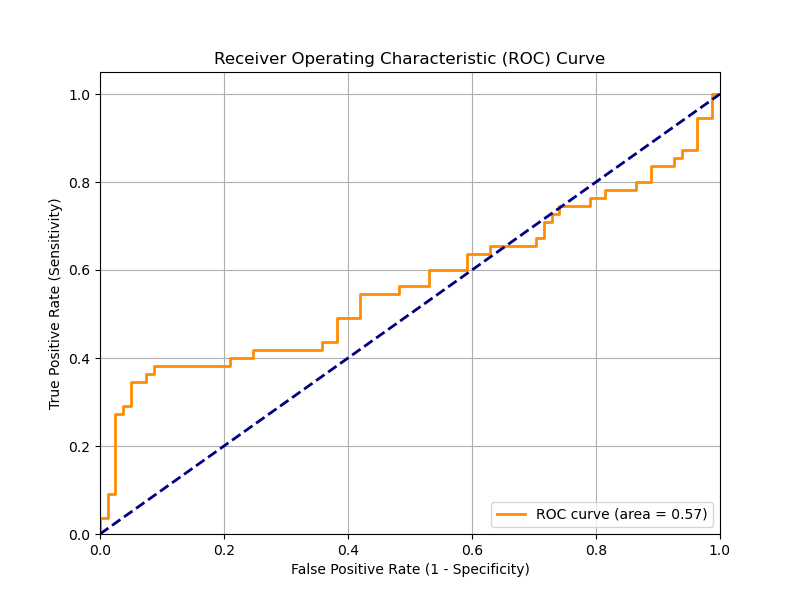 Receiver Operating Characteristic (ROC) Curve
True Positive Rate (Sensitivity)
1.0
0.8
0.6
0.4
0.2
0.0
ROC curve (area = 0.57)
0.0 0.2 0.4 0.6 0.8 1.0
False Positive Rate (1 - Specificity)